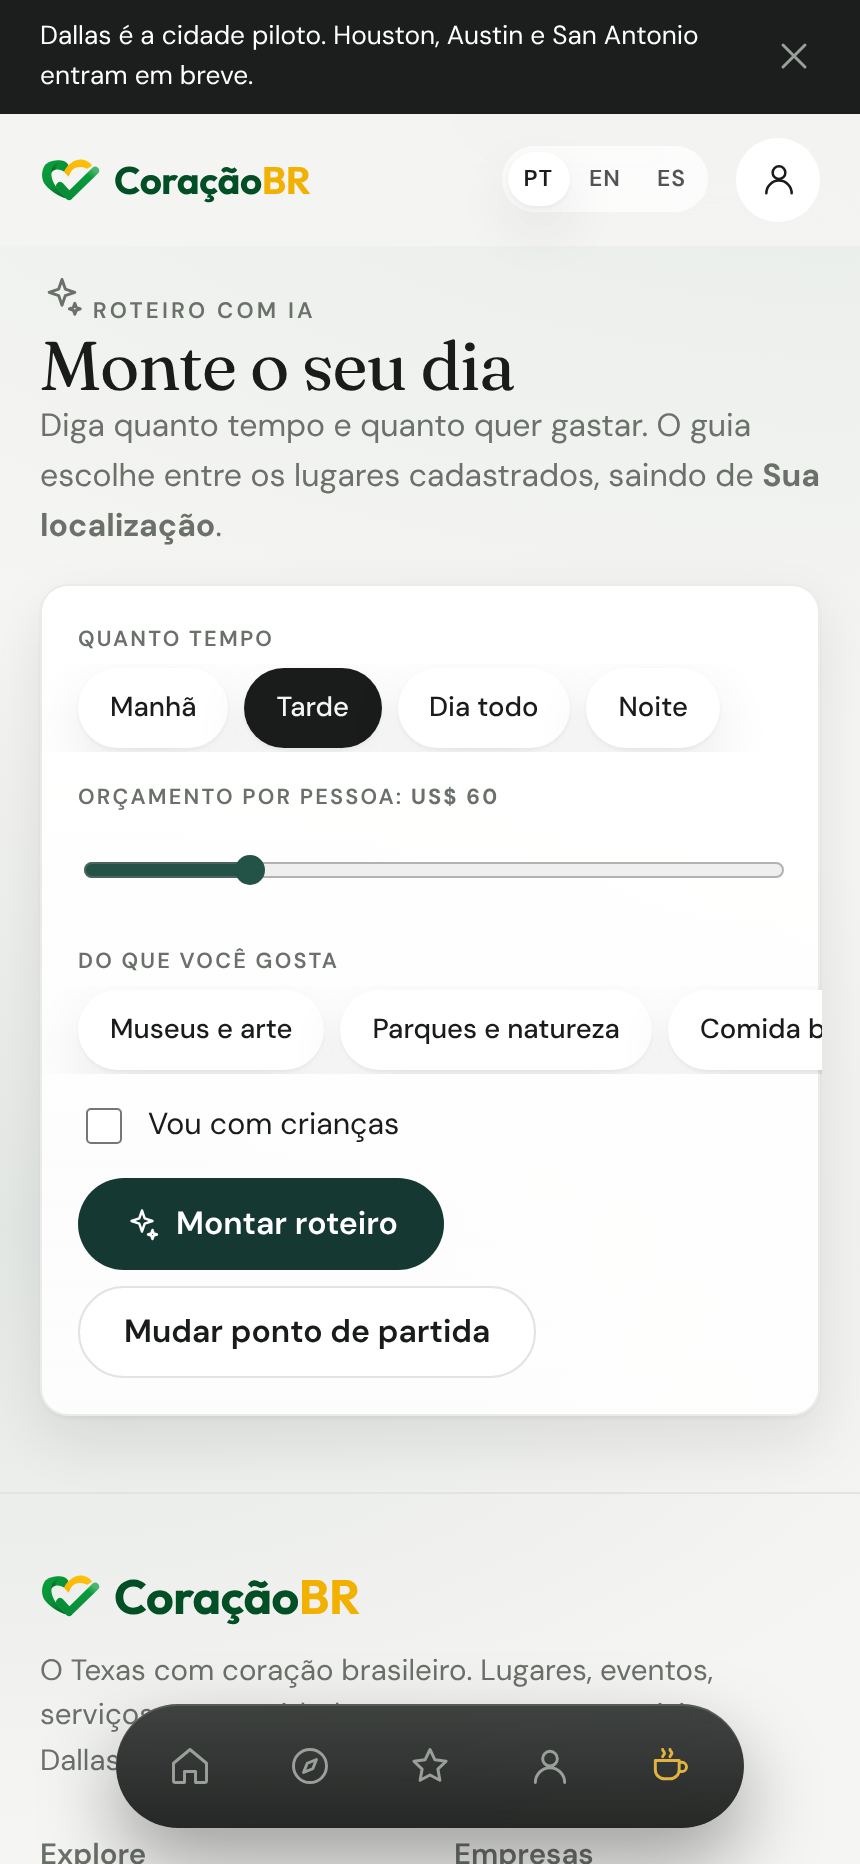 Dallas é a cidade piloto. Houston, Austin e San Antonio
entram em breve.
CoraçãoBR
PT EN ES
ROTEIRO COM IA
Monte o seu dia
Diga quanto tempo e quanto quer gastar. O guia
escolhe entre os lugares cadastrados, saindo de Sua
localização.
QUANTO TEMPO
Manhã Tarde Dia todo Noite
ORÇAMENTO POR PESSOA: US$ 60
DO QUE VOCÊ GOSTA
Museus e arte Parques e natureza Comida b
Vou com crianças
Montar roteiro
Mudar ponto de partida
CoraçãoBR
O Texas com coração brasileiro. Lugares, eventos,
serviços
Dallas
Explore Empresas